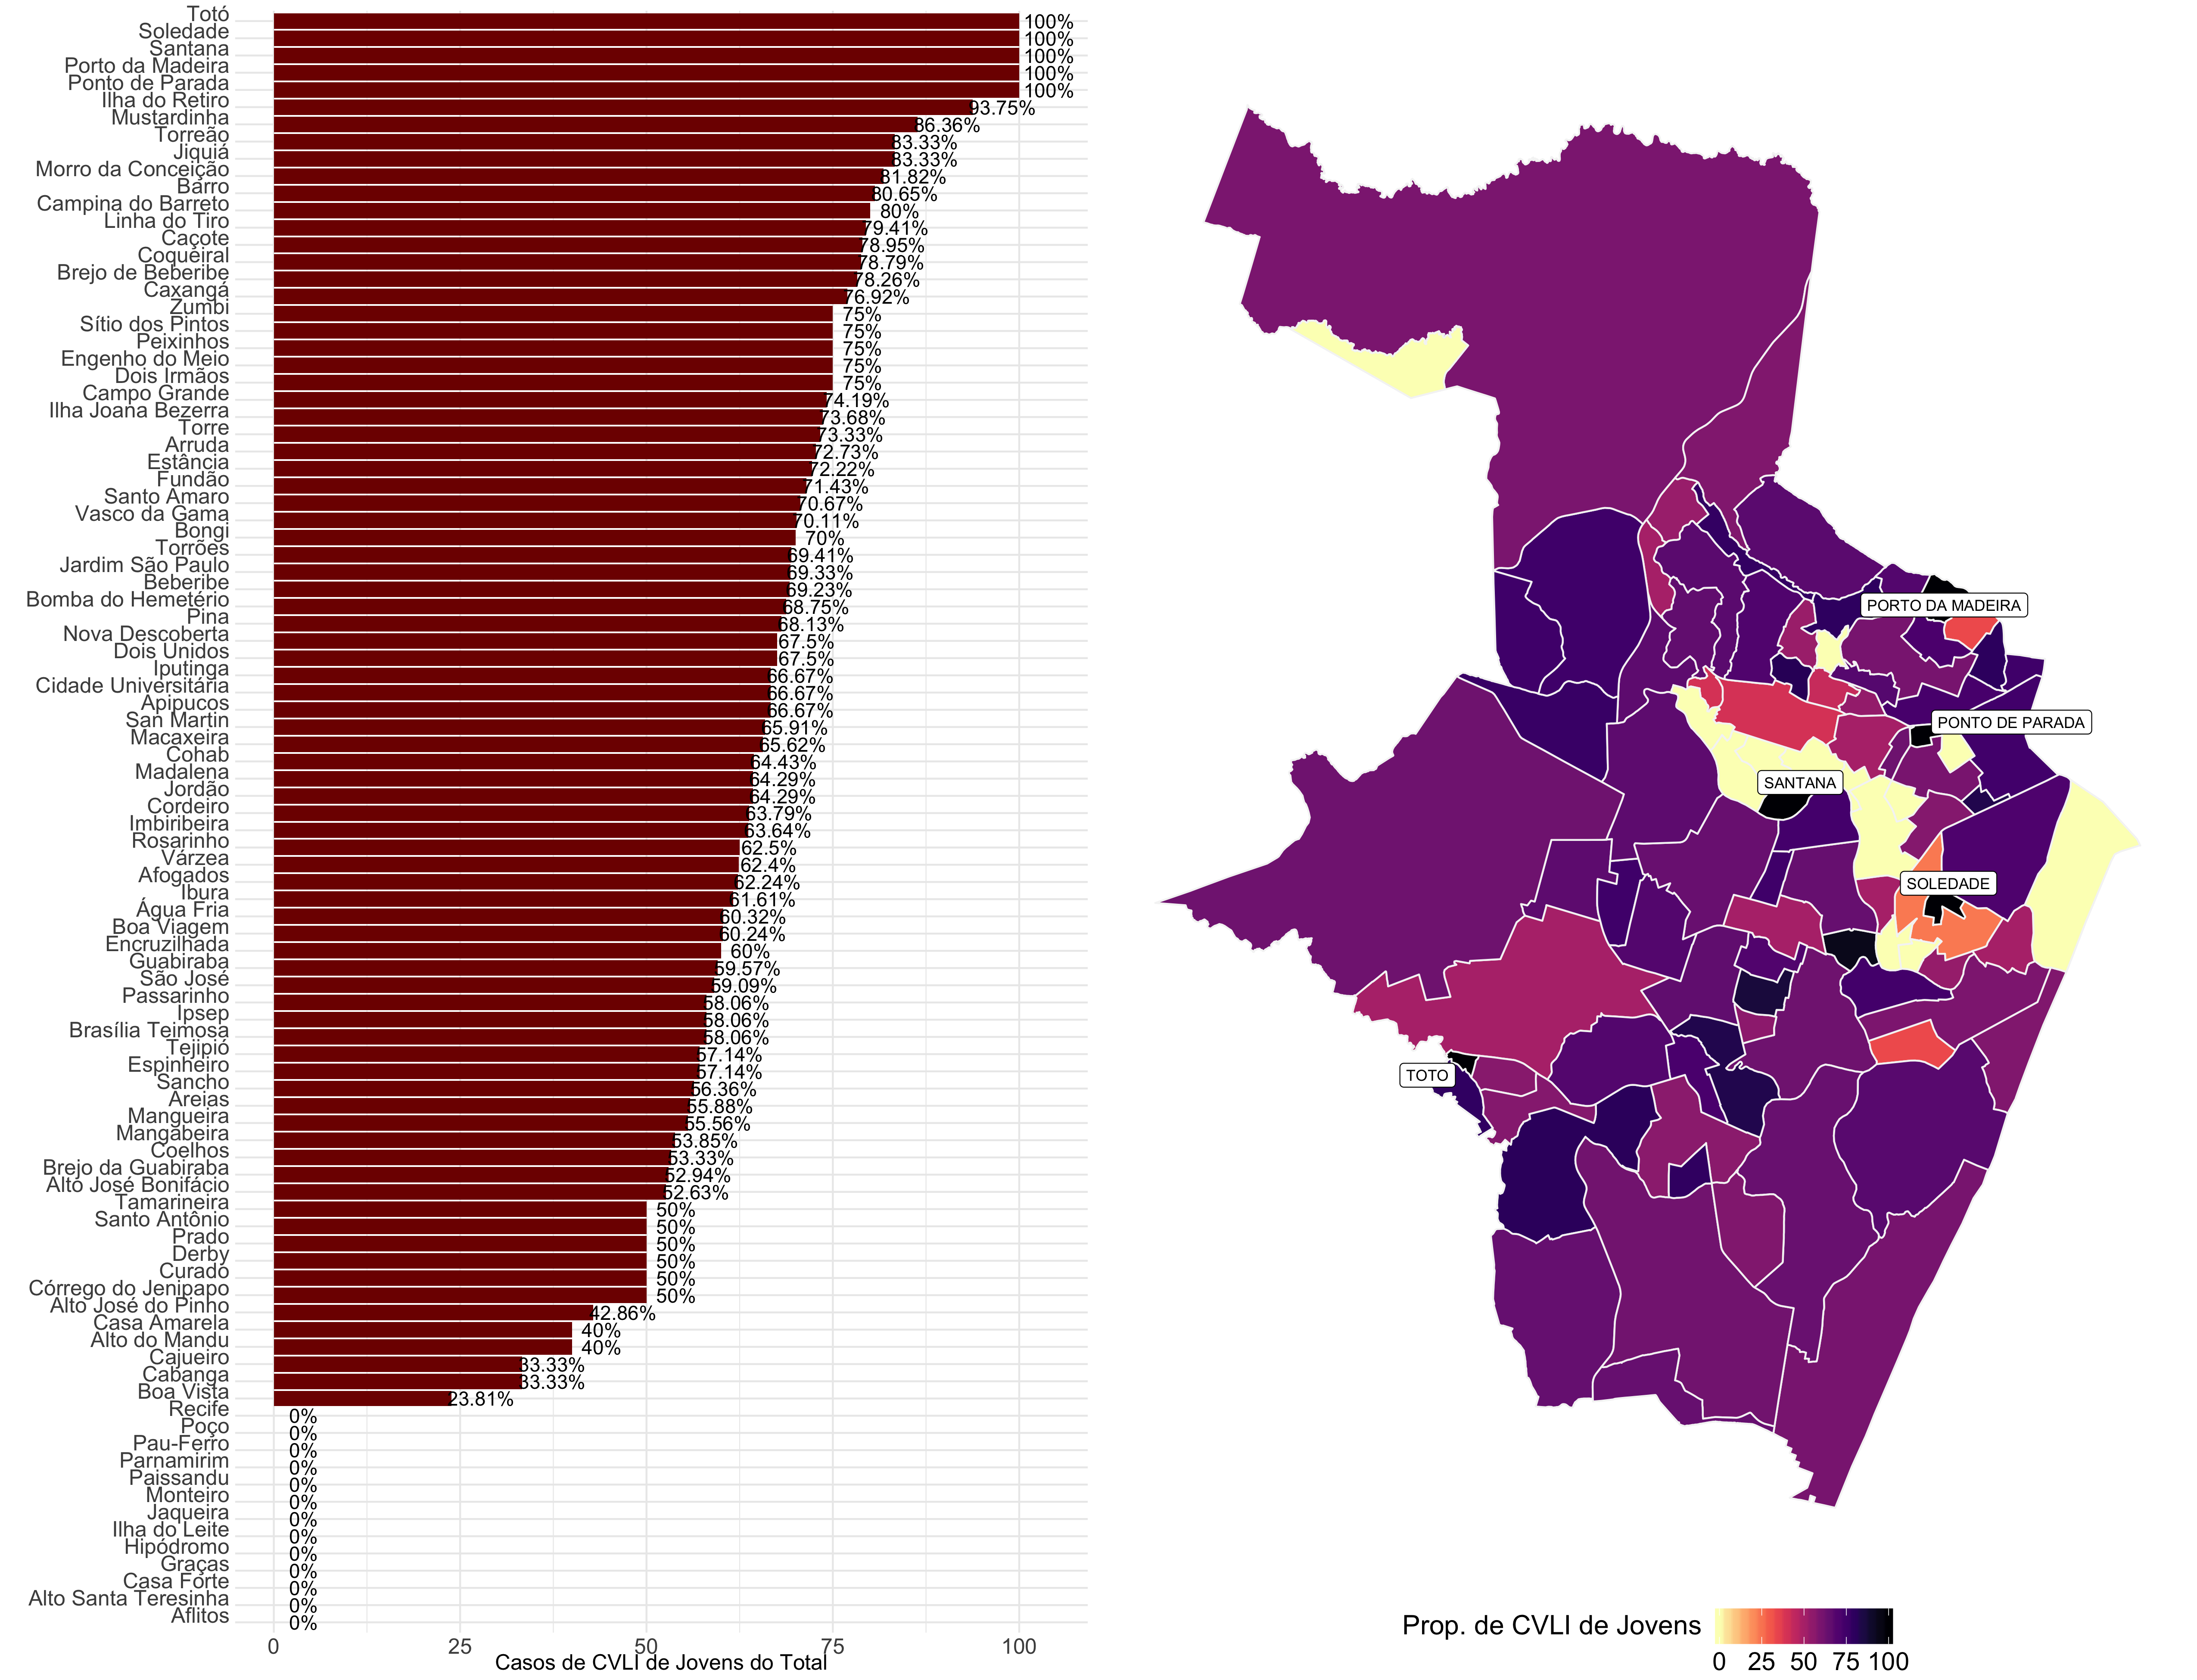 Totó 100%
Soledade 100%
Santana 100%
Porto da Madeira 100%
Ponto de Parada 100%
Ilha do Retiro 93.75%
Mustardinha 86.36%
Torreão 83.33%
Jiquiá 83.33%
Morro da Conceição 81.82%
Barro 80.65%
Campina do Barreto 80%
Linha do Tiro 79.41%
Caçote 78.95%
Coqueiral 78.79%
Brejo de Beberibe 78.26%
Caxangá 76.92%
Zumbi 75%
Sítio dos Pintos 75%
Peixinhos 75%
Engenho do Meio 75%
Dois Irmãos 75%
Campo Grande 74.19%
Ilha Joana Bezerra 73.68%
Torre 73.33%
Arruda 72.73%
Estância 72.22%
Fundão 71.43%
Santo Amaro 70.67%
Vasco da Gama 70.11%
Bongi 70%
Torrões 69.41%
Jardim São Paulo 69.33%
Beberibe 69.23%
Bomba do Hemetério 68.75%
Pina 68.13%
Nova Descoberta 67.5%
Dois Unidos 67.5%
Iputinga 66.67%
Cidade Universitária 66.67%
Apipucos 66.67%
San Martin 65.91%
Macaxeira 65.62%
Cohab 64.43%
Madalena 64.29%
Jordão 64.29%
Cordeiro 63.79%
Imbiribeira 63.64%
Rosarinho 62.5%
Várzea 62.4%
Afogados 62.24%
Ibura 61.61%
Água Fria 60.32%
Boa Viagem 60.24%
Encruzilhada 60%
Guabiraba 59.57%
São José 59.09%
Passarinho 58.06%
Ipsep 58.06%
Brasília Teimosa 58.06%
Tejipió 57.14%
Espinheiro 57.14%
Sancho 56.36%
Areias 55.88%
Mangueira 55.56%
Mangabeira 53.85%
Coelhos 53.33%
Brejo da Guabiraba 52.94%
Alto José Bonifácio 52.63%
Tamarineira 50%
Santo Antônio 50%
Prado 50%
Derby 50%
Curado 50%
Córrego do Jenipapo 50%
Alto José do Pinho 42.86%
Casa Amarela 40%
Alto do Mandu 40%
Cajueiro 33.33%
Cabanga 33.33%
Boa Vista 23.81%
Recife 0%
Poço 0%
Pau-Ferro 0%
Parnamirim 0%
Paissandu 0%
Monteiro 0%
Jaqueira 0%
Ilha do Leite 0%
Hipódromo 0%
Graças 0%
Casa Forte 0%
Alto Santa Teresinha 0%
Aflitos 0%
0 25 50 75 100
Casos de CVLI de Jovens do Total
PORTO DA MADEIRA
PONTO DE PARADA
SANTANA
SOLEDADE
TOTO
Prop. de CVLI de Jovens
0 25 50 75 100